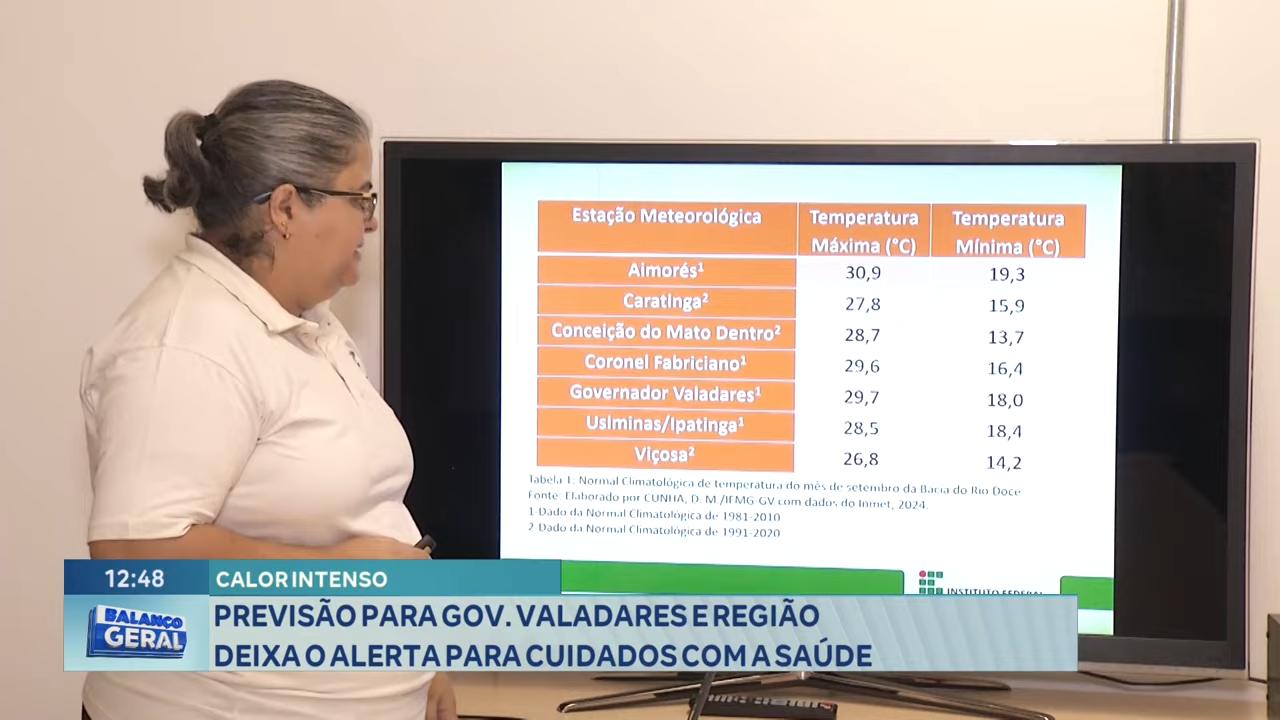 Estação Meteorológica Temperatura Máxima (°C) Temperatura Mínima (°C)
Aimorés¹ 30,9 19,3
Caratinga² 27,8 15,9
Conceição do Mato Dentro² 28,7 13,7
Coronel Fabriciano¹ 29,6 16,4
Governador Valadares¹ 29,7 18,0
Usiminas/Ipatinga¹ 28,5 18,4
Viçosa² 26,8 14,2
Tabela 1: Normal Climatológica de temperatura do mês de setembro da Bacia do Rio Doce
Fonte: Elaborado por CUNHA, D. M./IFMG-GV com dados do Inmet, 2024.
1-Dado da Normal Climatológica de 1981-2010
2-Dado da Normal Climatológica de 1991-2020
INSTITUTO FEDERAL
12:48 CALOR INTENSO
BALANÇO GERAL
PREVISÃO PARA GOV. VALADARES E REGIÃO
DEIXA O ALERTA PARA CUIDADOS COM A SAÚDE